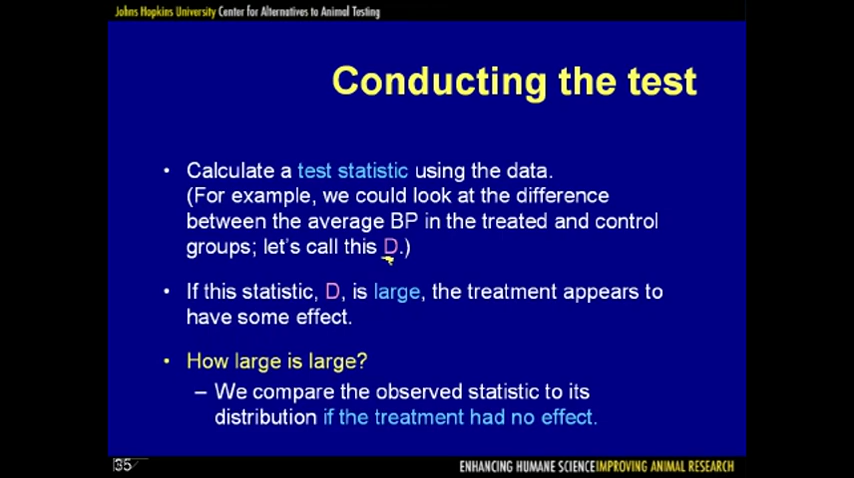 Johns Hopkins University Center for Alternatives to Animal Testing
Conducting the test
• Calculate a test statistic using the data.
(For example, we could look at the difference
between the average BP in the treated and control
groups; let's call this D.)
• If this statistic, D, is large, the treatment appears to
have some effect.
• How large is large?
– We compare the observed statistic to its
distribution if the treatment had no effect.
35
ENHANCING HUMANE SCIENCE IMPROVING ANIMAL RESEARCH